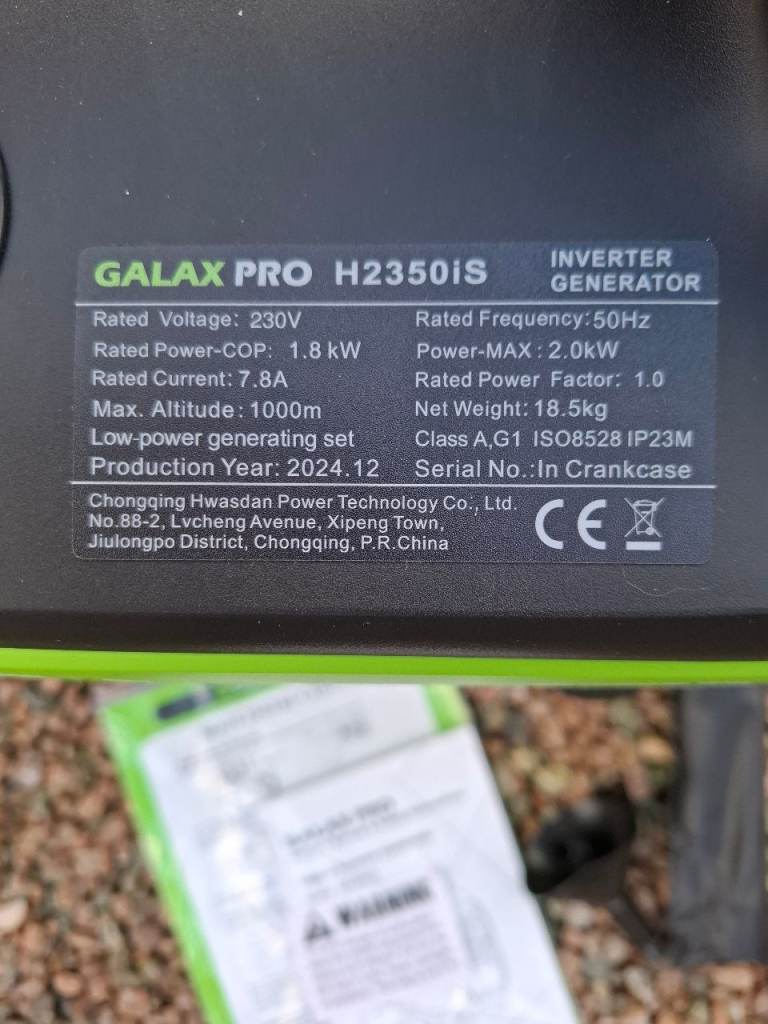 GALAX PRO H2350iS INVERTER GENERATOR
Rated Voltage: 230V Rated Frequency: 50Hz
Rated Power-COP: 1.8 kW Power-MAX : 2.0kW
Rated Current: 7.8A Rated Power Factor: 1.0
Max. Altitude: 1000m Net Weight: 18.5kg
Low-power generating set Class A,G1 ISO8528 IP23M
Production Year: 2024.12 Serial No.:In Crankcase
Chongqing Hwasdan Power Technology Co., Ltd.
No.88-2, Lvcheng Avenue, Xipeng Town,
Jiulongpo District, Chongqing, P.R.China
CE
WARNING